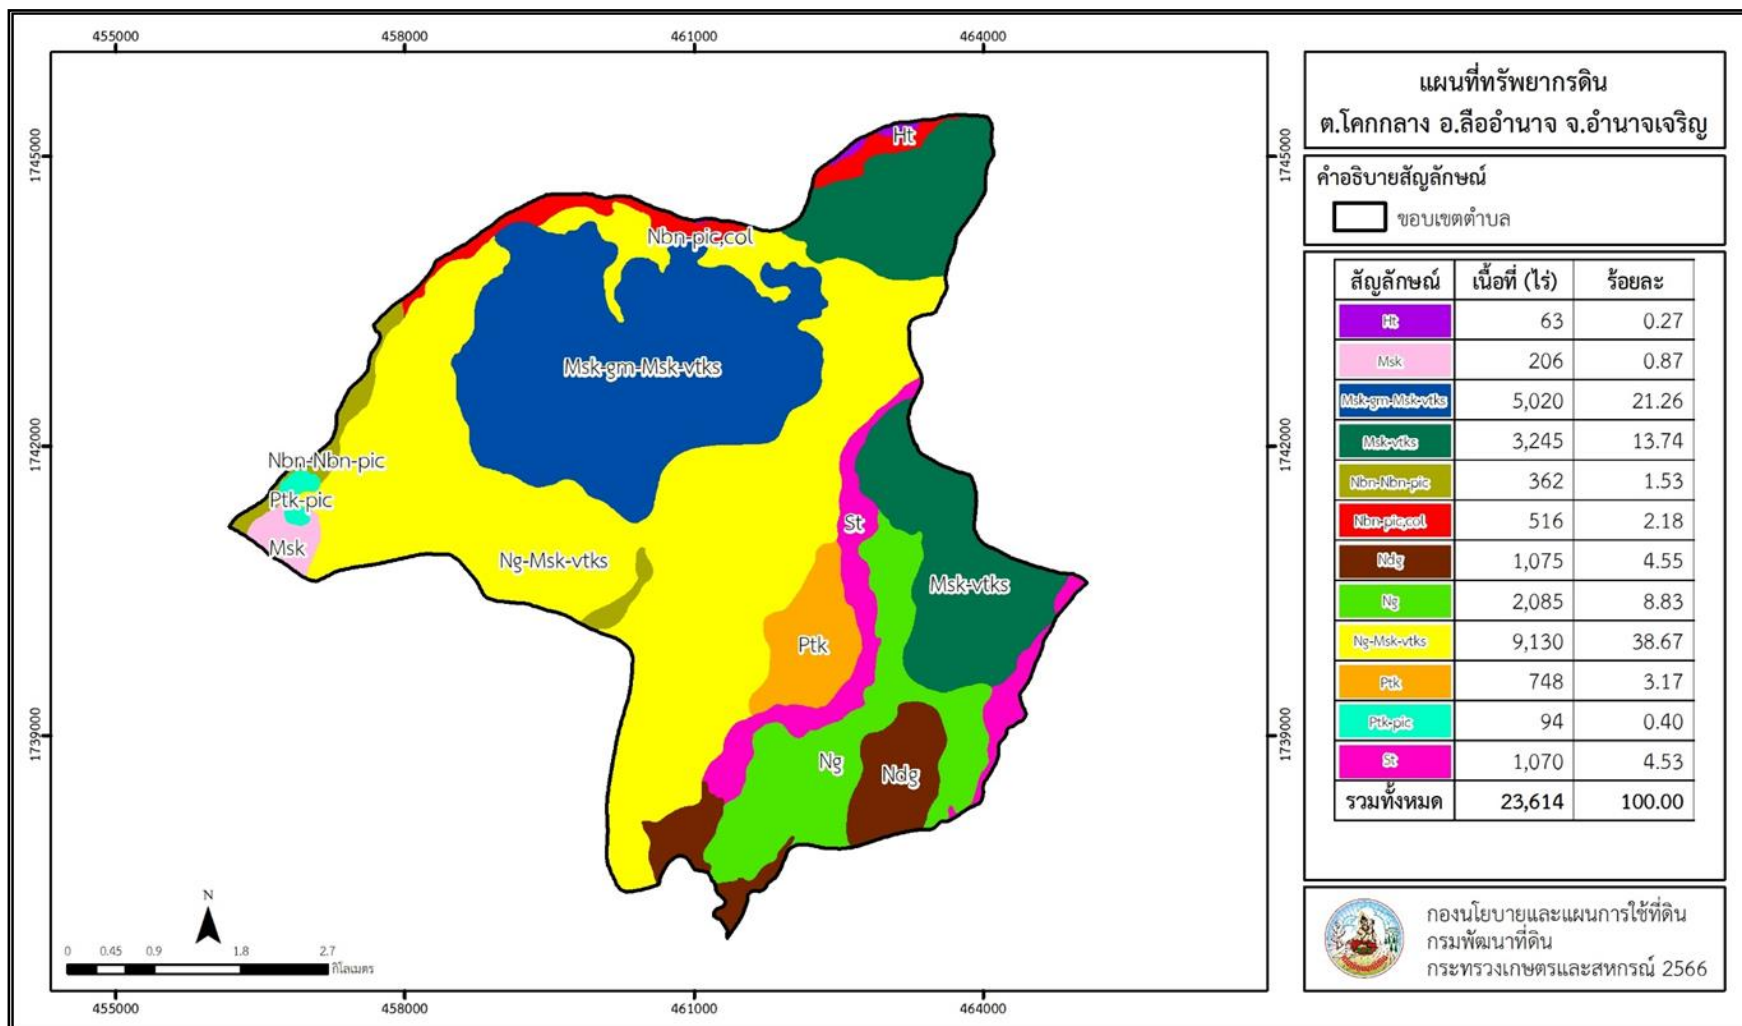 455000
458000
461000
464000
1745000
1745000
1742000
1742000
1739000
1739000
Ht
Nbn-pic,col
Msk-gm-Msk-vtks
Nbn-Nbn-pic
Ptk-pic
Msk
St
Ng-Msk-vtks
Msk-vtks
Ptk
Ng
Ndg
N
0 0.45 0.9 1.8 2.7
กิโลเมตร
455000
458000
461000
464000
แผนที่ทรัพยากรดิน
ต.โคกกลาง อ.ลืออำนาจ จ.อำนาจเจริญ
คำอธิบายสัญลักษณ์
ขอบเขตตำบล
สัญลักษณ์ เนื้อที่ (ไร่) ร้อยละ
Ht 63 0.27
Msk 206 0.87
Msk-gm-Msk-vtks 5,020 21.26
Msk-vtks 3,245 13.74
Nbn-Nbn-pic 362 1.53
Nbn-pic,col 516 2.18
Ndg 1,075 4.55
Ng 2,085 8.83
Ng-Msk-vtks 9,130 38.67
Ptk 748 3.17
Ptk-pic 94 0.40
St 1,070 4.53
รวมทั้งหมด 23,614 100.00
กองนโยบายและแผนการใช้ที่ดิน
กรมพัฒนาที่ดิน
กระทรวงเกษตรและสหกรณ์ 2566